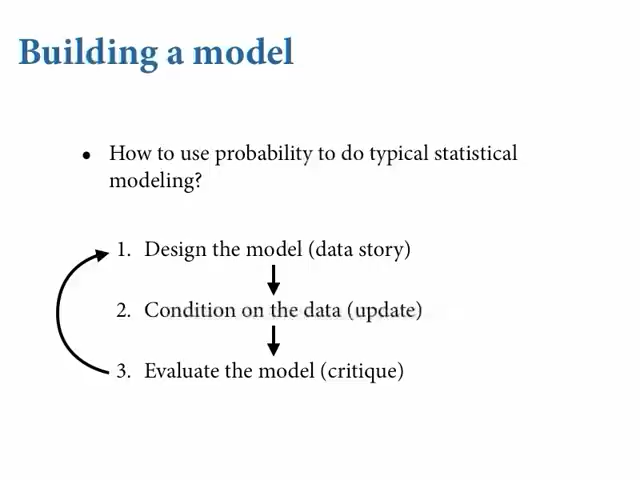 Building a model
• How to use probability to do typical statistical
modeling?
1. Design the model (data story)
2. Condition on the data (update)
3. Evaluate the model (critique)